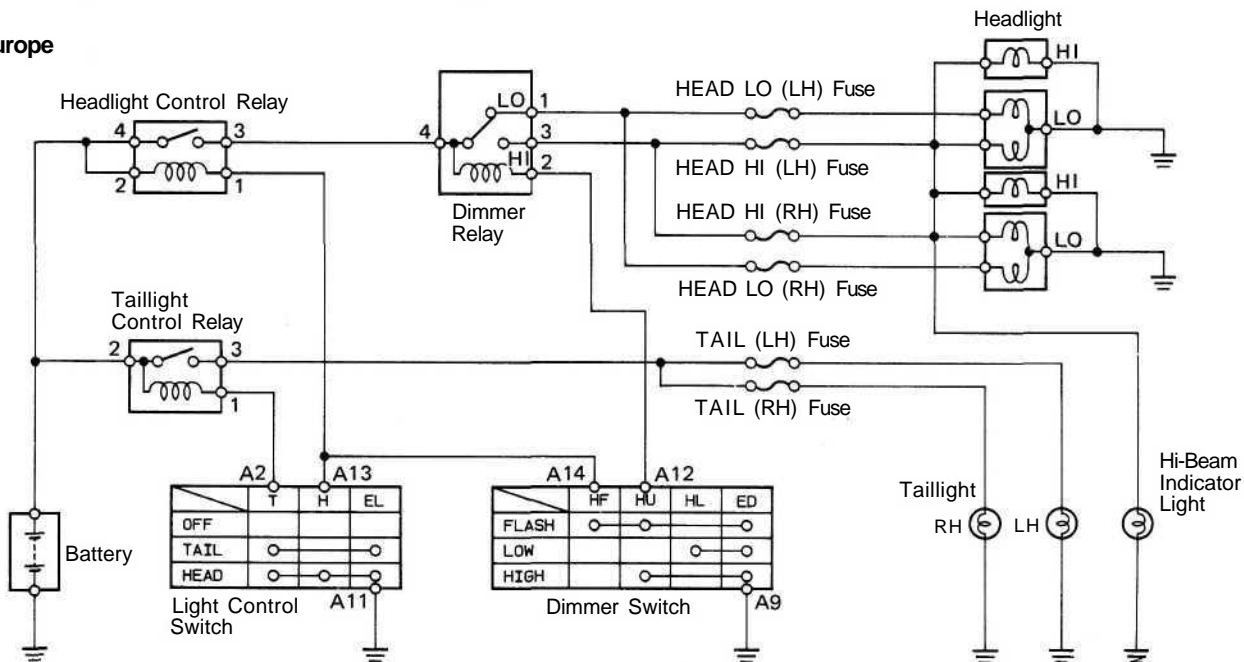 urope
Headlight
HI
LO
HI
LO
Headlight Control Relay
4
3
2
1
LO
1
4
3
HI
2
Dimmer
Relay
HEAD LO (LH) Fuse
HEAD HI (LH) Fuse
HEAD HI (RH) Fuse
HEAD LO (RH) Fuse
Taillight
Control Relay
2
3
1
TAIL (LH) Fuse
TAIL (RH) Fuse
A2
A13
T H EL
OFF
TAIL
HEAD
A11
Light Control
Switch
A14
A12
HF HU HL ED
FLASH
LOW
HIGH
A9
Dimmer Switch
Battery
Taillight
RH
LH
Hi-Beam
Indicator
Light